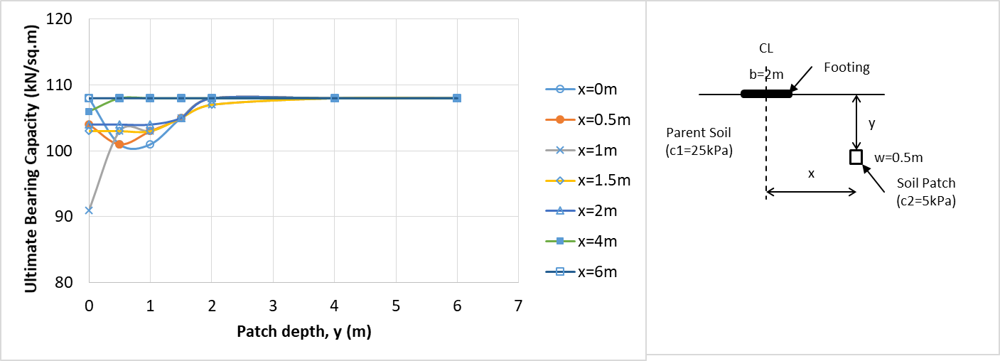 120
110
100
90
80
Ultimate Bearing Capacity (kN/sq.m)
0 1 2 3 4 5 6 7
Patch depth, y (m)
x=0m
x=0.5m
x=1m
x=1.5m
x=2m
x=4m
x=6m
CL
b=2m
Footing
Parent Soil
(c1=25kPa)
y
w=0.5m
x
Soil Patch
(c2=5kPa)